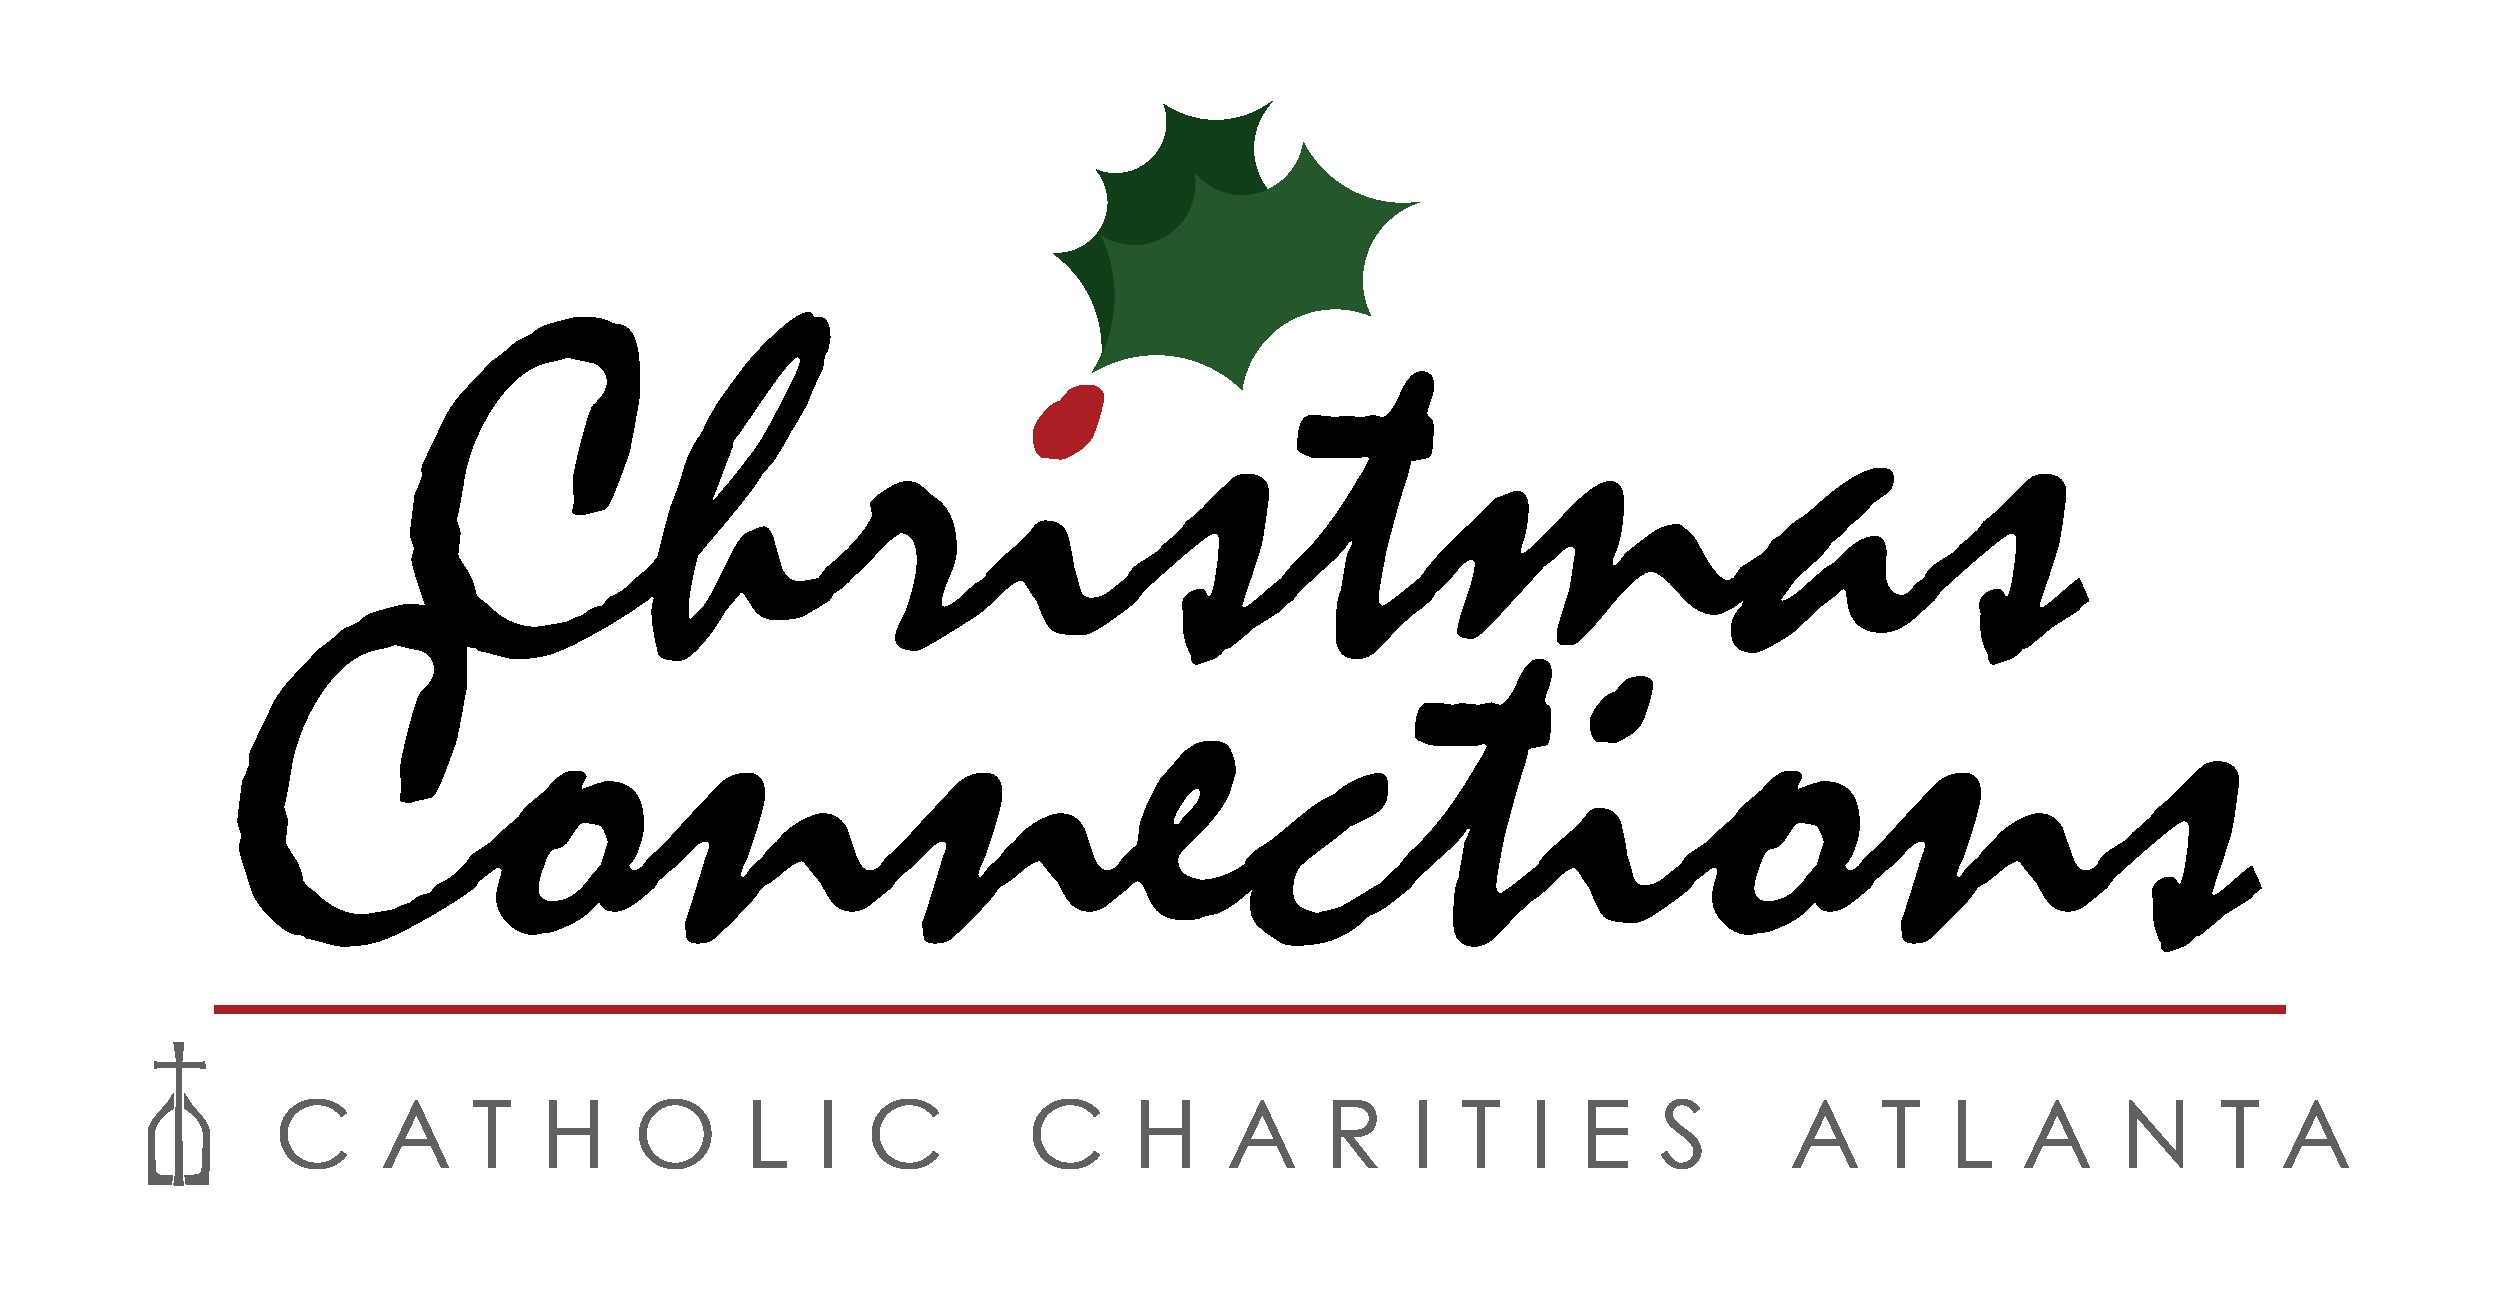 Christmas
Connections
CATHOLIC CHARITIES ATLANTA